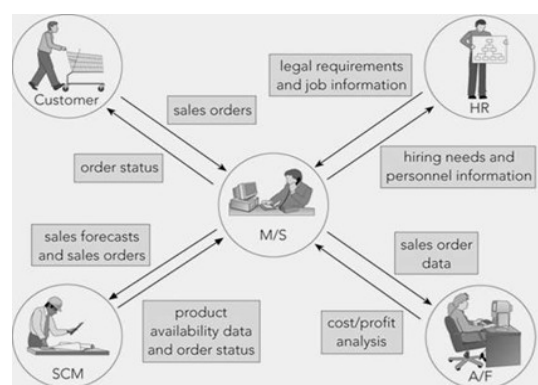 Customer
HR
legal requirements
and job information
sales orders
order status
hiring needs and
personnel information
M/S
sales forecasts
and sales orders
sales order
data
product
availability data
and order status
cost/profit
analysis
SCM
A/F